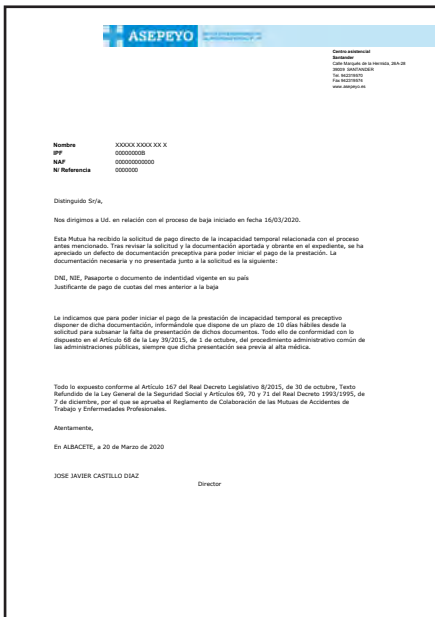 ASEPEYO
Centro asistencial
Santander
Calle Marqués de la Hermida, 26A-28
39009 SANTANDER
www.asepeyo.es
Nombre XXXXX XXXX XX X
IPF 00000000B
NAF 000000000000
N/ Referencia 0000000
Distinguido Sr/a,
Nos dirigimos a Ud. en relación con el proceso de baja iniciado en fecha 16/03/2020.
Esta Mutua ha recibido la solicitud de pago directo de la incapacidad temporal relacionada con el proceso
antes mencionado. Tras revisar la solicitud y la documentación aportada y obrante en el expediente, se ha
apreciado un defecto de documentación preceptiva para poder iniciar el pago de la prestación. La
documentación necesaria y no presentada junto a la solicitud es la siguiente:
DNI, NIE, Pasaporte o documento de indentidad vigente en su país
Justificante de pago de cuotas del mes anterior a la baja
Le indicamos que para poder iniciar el pago de la prestación de incapacidad temporal es preceptivo
disponer de dicha documentación, informándole que dispone de un plazo de 10 días hábiles desde la
solicitud para subsanar la falta de presentación de dichos documentos. Todo ello de conformidad con lo
dispuesto en el Artículo 68 de la Ley 39/2015, de 1 de octubre, del procedimiento administrativo común de
las administraciones públicas, siempre que dicha presentación sea previa al alta médica.
Todo lo expuesto conforme al Artículo 167 del Real Decreto Legislativo 8/2015, de 30 de octubre, Texto
Refundido de la Ley General de la Seguridad Social y Artículos 69, 70 y 71 del Real Decreto 1993/1995, de
7 de diciembre, por el que se aprueba el Reglamento de Colaboración de las Mutuas de Accidentes de
Trabajo y Enfermedades Profesionales.
Atentamente,
En ALBACETE, a 20 de Marzo de 2020
JOSE JAVIER CASTILLO DIAZ
Director